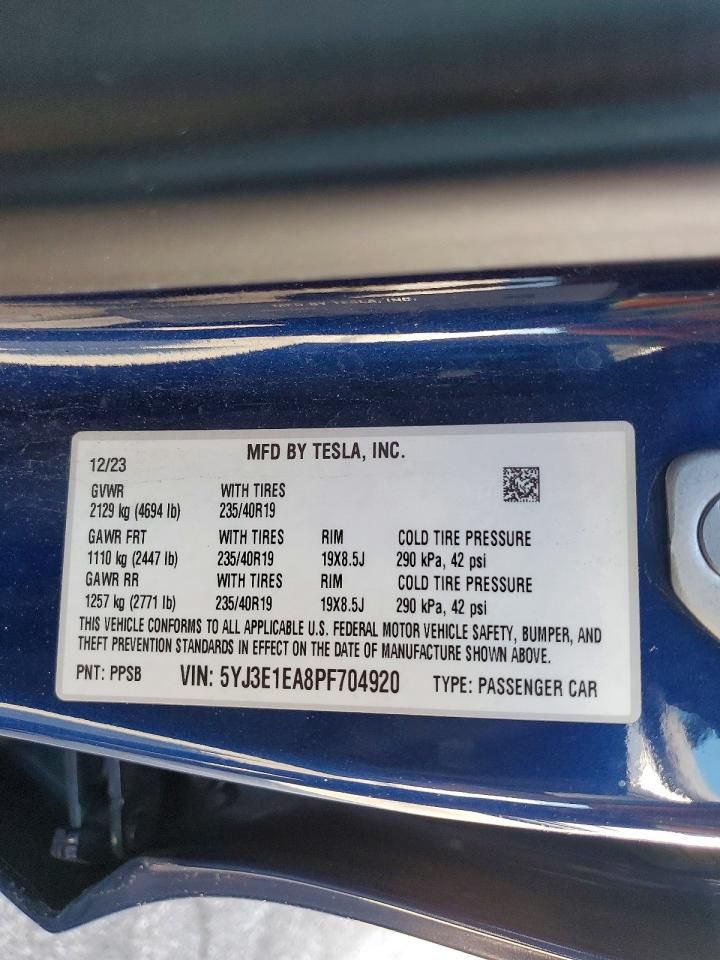 MFD BY TESLA, INC.
MFD BY TESLA, INC.
12/23
GVWR WITH TIRES
2129 kg (4694 lb) 235/40R19
GAWR FRT WITH TIRES RIM COLD TIRE PRESSURE
1110 kg (2447 lb) 235/40R19 19X8.5J 290 kPa, 42 psi
GAWR RR WITH TIRES RIM COLD TIRE PRESSURE
1257 kg (2771 lb) 235/40R19 19X8.5J 290 kPa, 42 psi
THIS VEHICLE CONFORMS TO ALL APPLICABLE U.S. FEDERAL MOTOR VEHICLE SAFETY, BUMPER, AND
THEFT PREVENTION STANDARDS IN EFFECT ON THE DATE OF MANUFACTURE SHOWN ABOVE.
PNT: PPSB VIN: 5YJ3E1EA8PF704920 TYPE: PASSENGER CAR